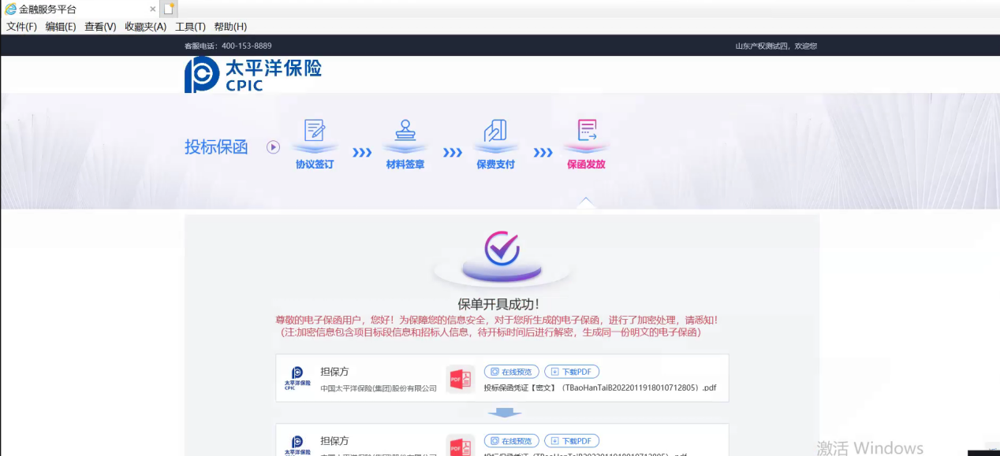 金融服务平台
文件(F) 编辑(E) 查看(V) 收藏夹(A) 工具(T) 帮助(H)
客服电话：400-153-8889 山东产权测试四，欢迎您
太平洋保险
CPIC
投标保函
协议签订 材料签章 保费支付 保函发放
保单开具成功！
尊敬的电子保函用户，您好！为保障您的信息安全，对于您所生成的电子保函，进行了加密处理，请悉知！
（注:加密信息包含项目标段信息和招标人信息，待开标时间后进行解密，生成同一份明文的电子保函）
太平洋保险
CPIC
担保方
中国太平洋保险(集团)股份有限公司
PDF
在线预览 下载PDF
投标保函凭证【密文】（TBaoHanTaiB2022011918010712805）.pdf
太平洋保险
担保方
PDF
在线预览 下载PDF
激活 Windows